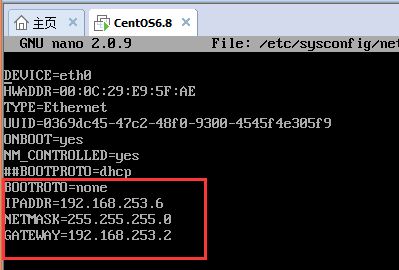 主页 CentOS6.8
GNU nano 2.0.9 File: /etc/sysconfig/net
DEVICE=eth0
HWADDR=00:0C:29:E9:5F:AE
TYPE=Ethernet
UUID=0369dc45-47c2-48f0-9300-4545f4e305f9
ONBOOT=yes
NM_CONTROLLED=yes
##BOOTPROTO=dhcp
BOOTROTO=none
IPADDR=192.168.253.6
NETMASK=255.255.255.0
GATEWAY=192.168.253.2